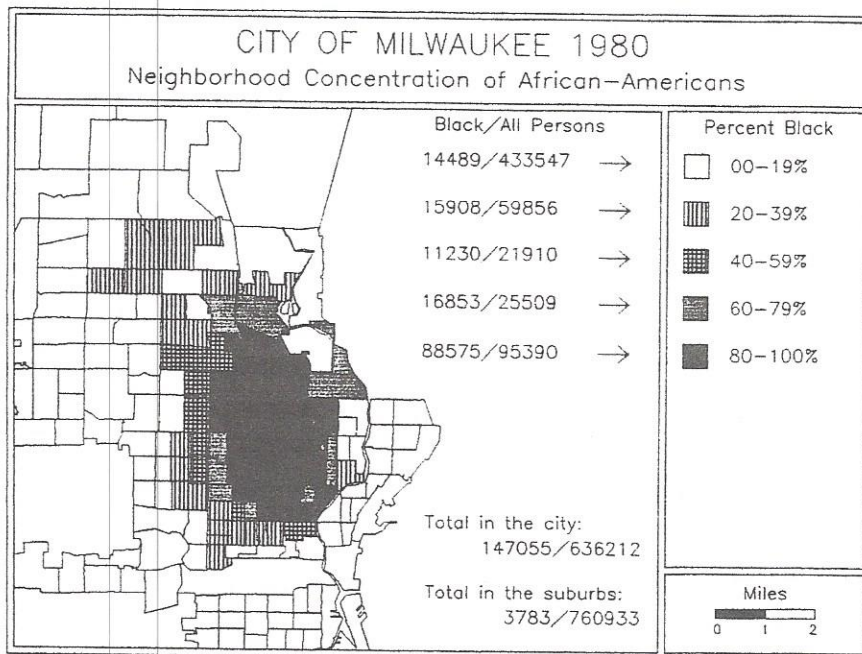 CITY OF MILWAUKEE 1980
Neighborhood Concentration of African-Americans
Black/All Persons
14489/433547 →
15908/59856 →
11230/21910 →
16853/25509 →
88575/95390 →
Total in the city:
147055/636212
Total in the suburbs:
3783/760933
Percent Black
00-19%
20-39%
40-59%
60-79%
80-100%
Miles
0 1 2